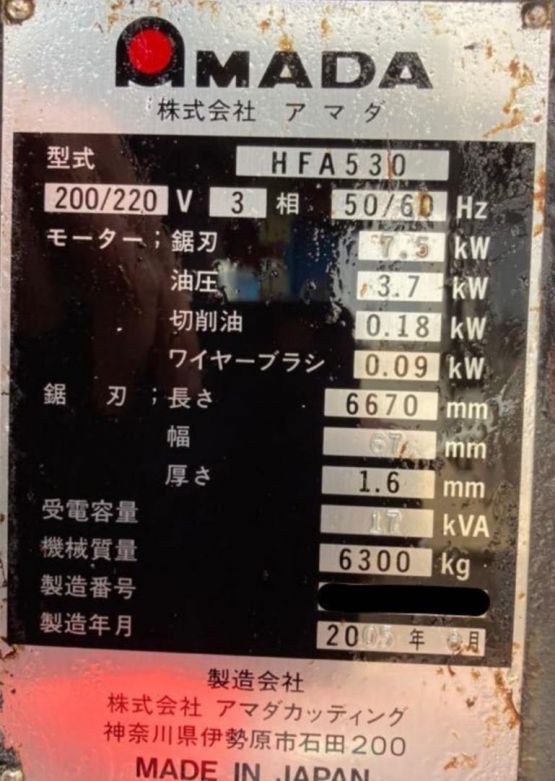 AMADA
株式会社 アマダ
型式 HFA530
200/220 V 3 相 50/60 Hz
モーター；鋸刃 7.5 kW
油圧 3.7 kW
切削油 0.18 kW
ワイヤーブラシ 0.09 kW
鋸 刃；長さ 6670 mm
幅 67 mm
厚さ 1.6 mm
受電容量 17 kVA
機械質量 6300 kg
製造番号
製造年月 年 月
製造会社
株式会社 アマダカッティング
神奈川県伊勢原市石田200
MADE IN JAPAN